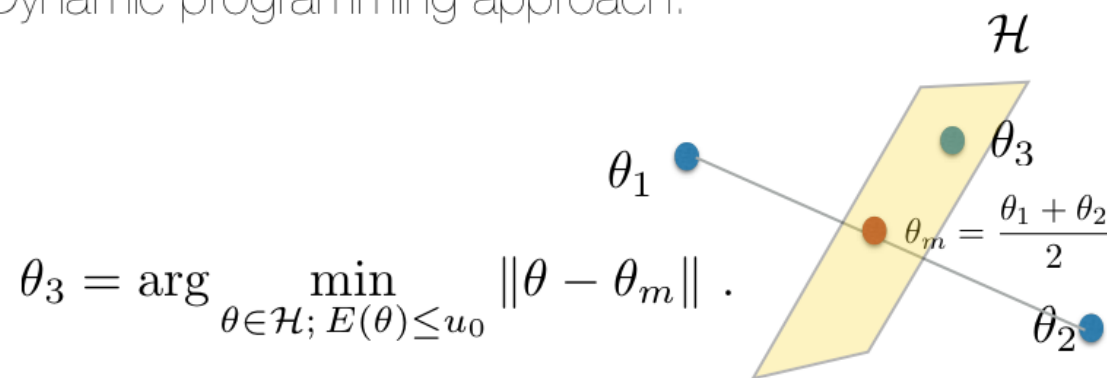 Dynamic programming approach:
ℋ
θ₁
θ₃
θₘ = (θ₁ + θ₂)/2
θ₃ = arg min_{θ∈ℋ; E(θ)≤u₀} ‖θ − θₘ‖ .
θ₂